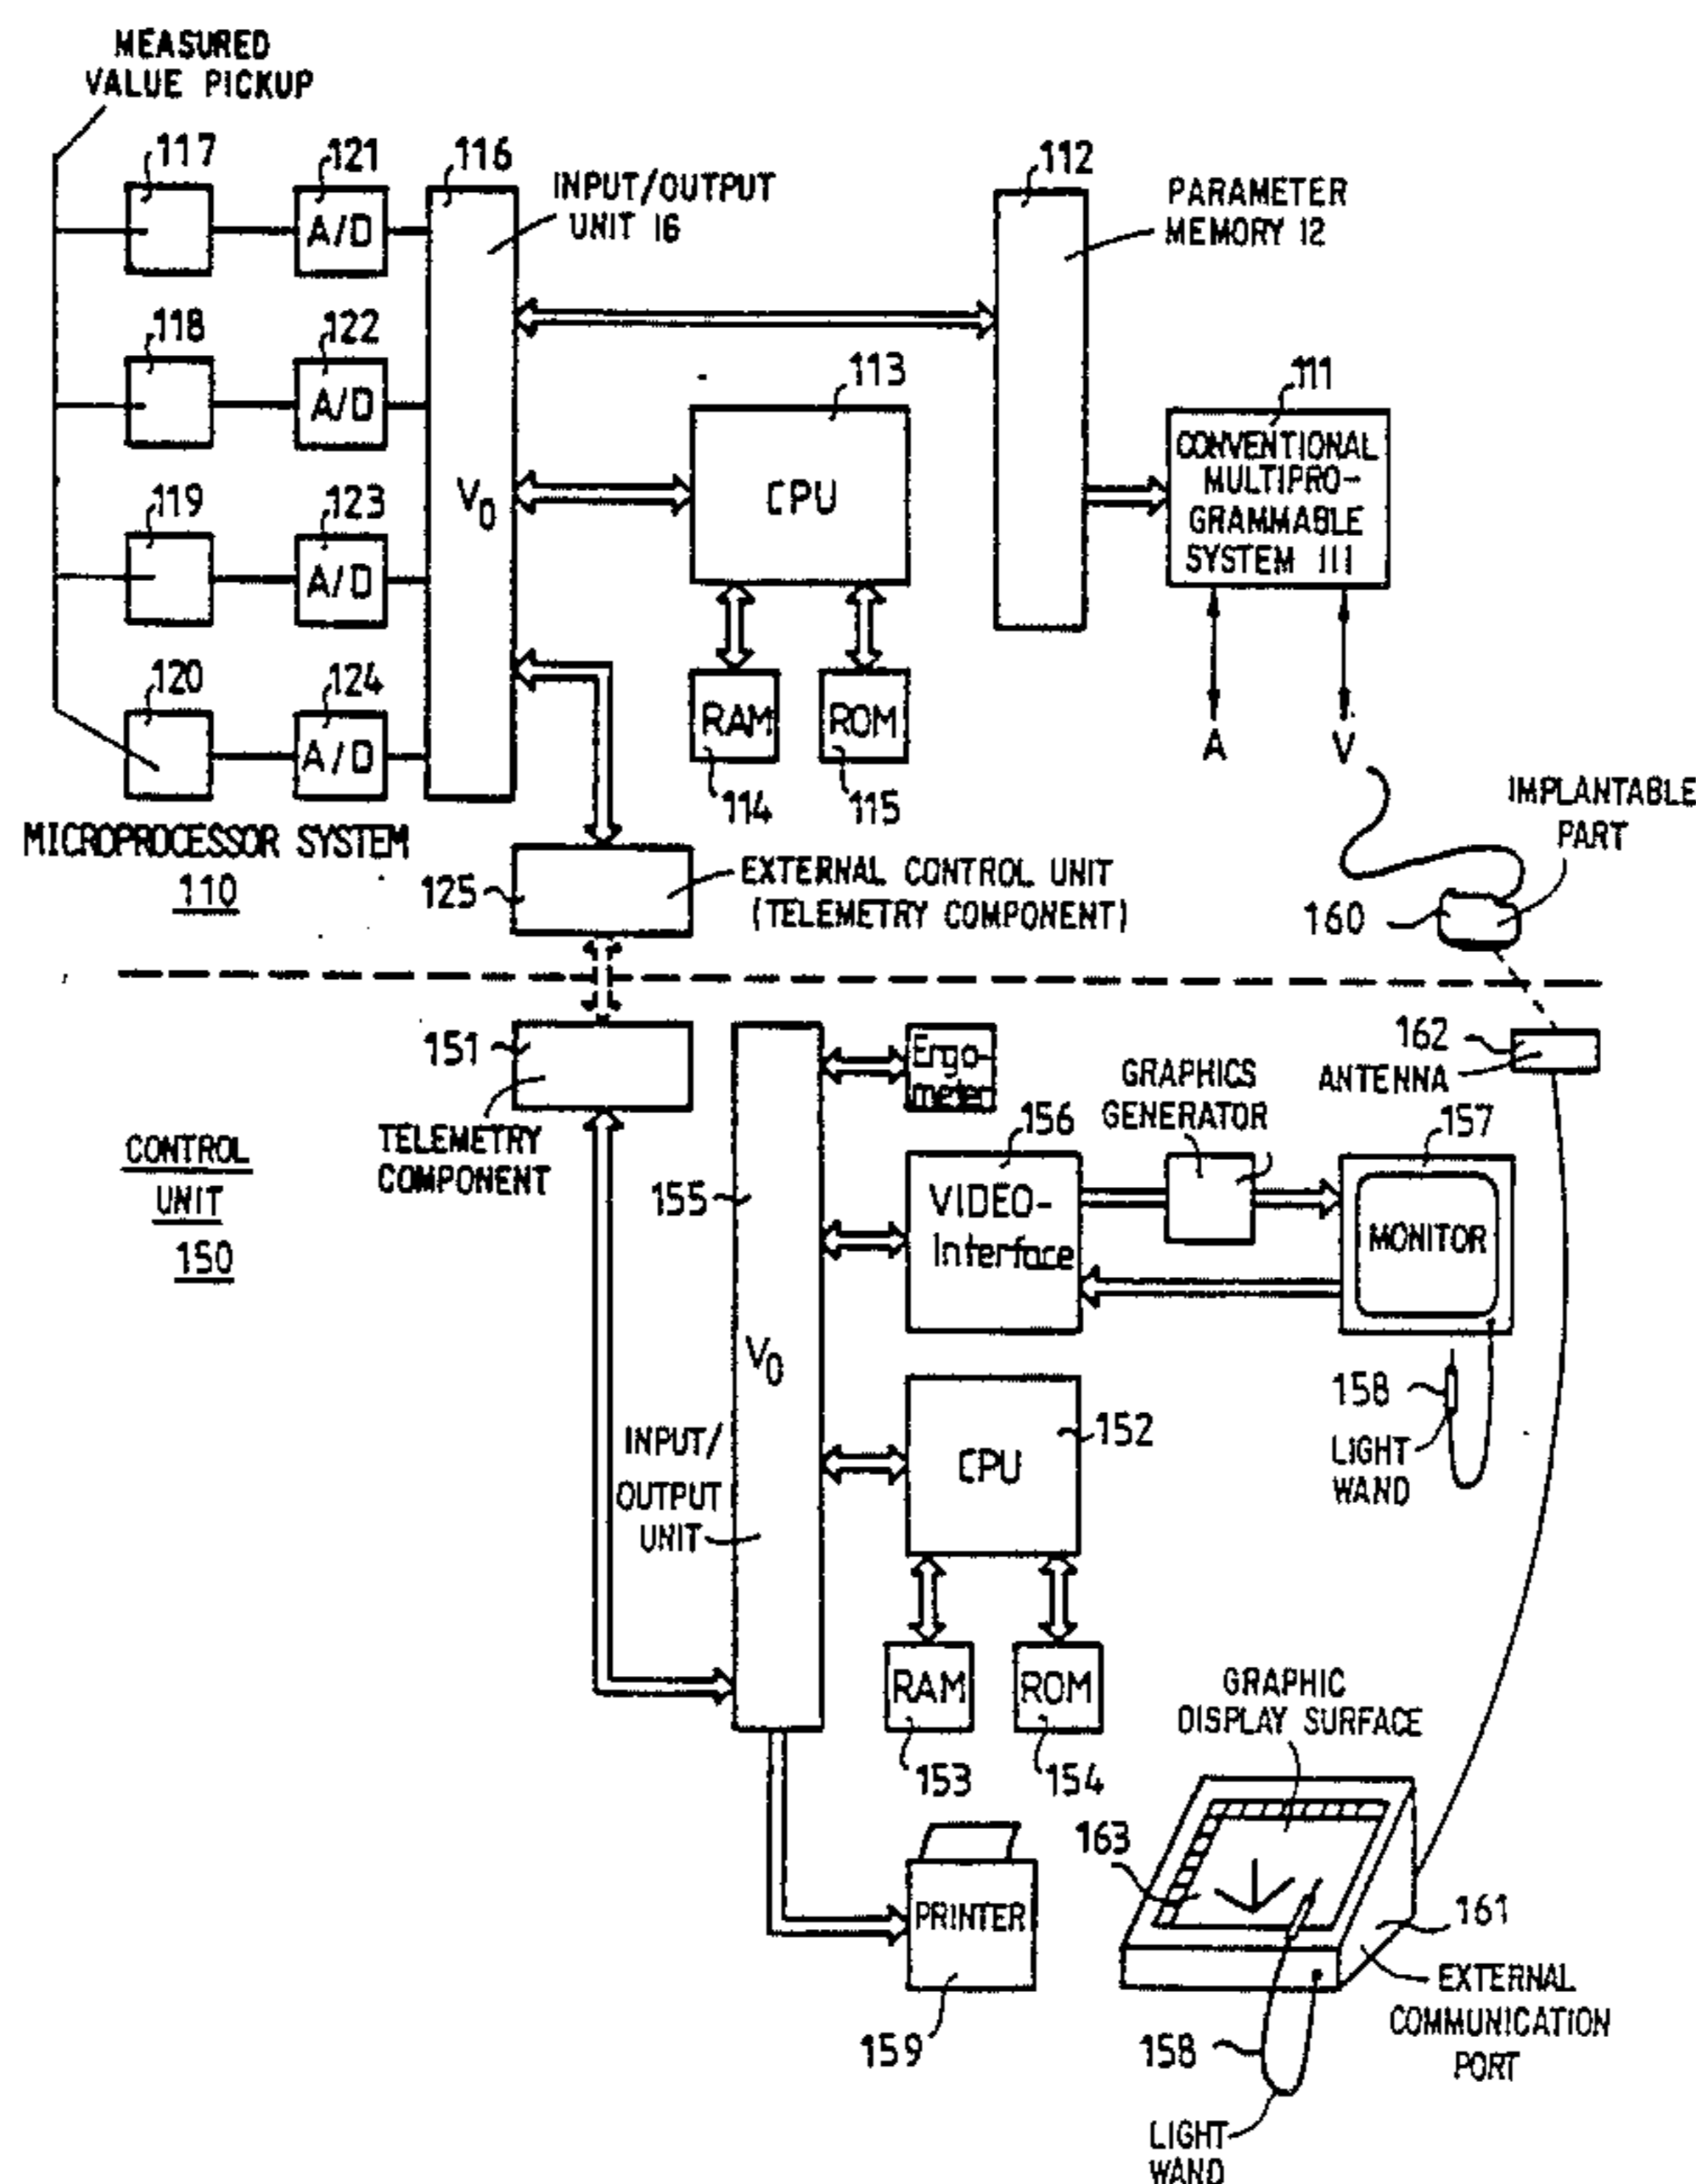 MEASURED
VALUE PICKUP
117
121
116
INPUT/OUTPUT
UNIT 16
112
PARAMETER
MEMORY 12
A/D
118
122
A/D
113
CPU
111
CONVENTIONAL
MULTIPRO-
GRAMMABLE
SYSTEM 111
119
123
A/D
V0
120
124
A/D
RAM
ROM
114
115
A
V
MICROPROCESSOR SYSTEM
110
125
EXTERNAL CONTROL UNIT
(TELEMETRY COMPONENT)
IMPLANTABLE
PART
160
151
TELEMETRY
COMPONENT
Ergo-
meter
162
ANTENNA
CONTROL
UNIT
150
155
156
GRAPHICS
GENERATOR
157
VIDEO-
Interface
MONITOR
V0
INPUT/
OUTPUT
UNIT
CPU
152
158
LIGHT
WAND
RAM
ROM
153
154
GRAPHIC
DISPLAY SURFACE
163
161
PRINTER
159
EXTERNAL
COMMUNICATION
PORT
158
LIGHT
WAND